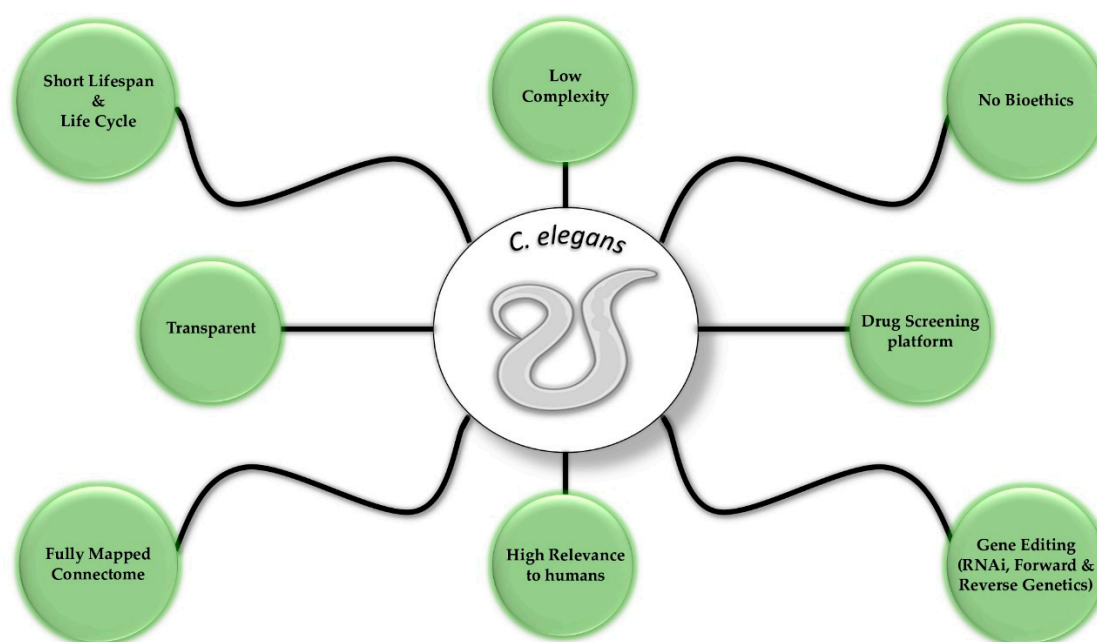 Short Lifespan
&
Life Cycle
Low
Complexity
No Bioethics
C. elegans
Transparent
Drug Screening
platform
Fully Mapped
Connectome
High Relevance
to humans
Gene Editing
(RNAi, Forward &
Reverse Genetics)